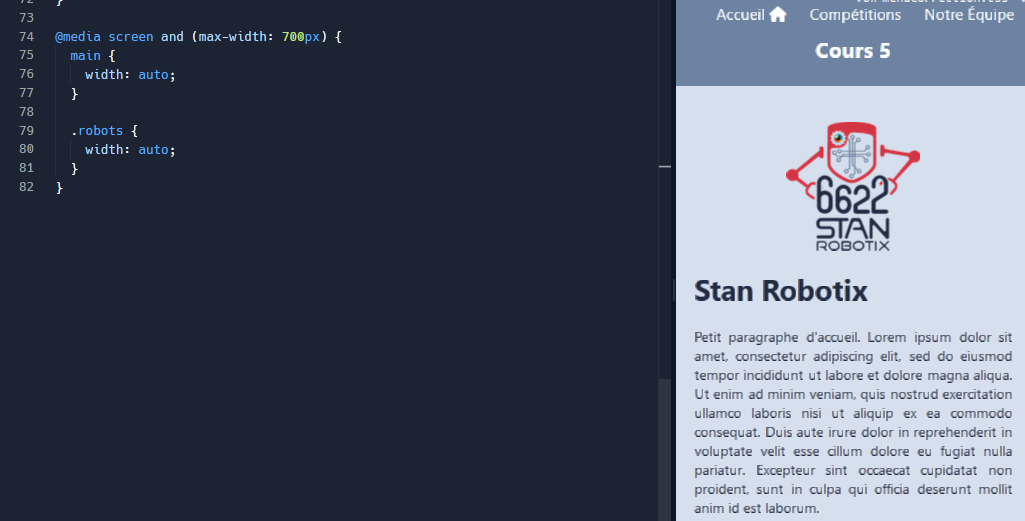 72 }
73
74 @media screen and (max-width: 700px) {
75 main {
76 width: auto;
77 }
78
79 .robots {
80 width: auto;
81 }
82 }
Accueil Compétitions Notre Équipe
Cours 5
6622
STAN
ROBOTIX
Stan Robotix
Petit paragraphe d'accueil. Lorem ipsum dolor sit
amet, consectetur adipiscing elit, sed do eiusmod
tempor incididunt ut labore et dolore magna aliqua.
Ut enim ad minim veniam, quis nostrud exercitation
ullamco laboris nisi ut aliquip ex ea commodo
consequat. Duis aute irure dolor in reprehenderit in
voluptate velit esse cillum dolore eu fugiat nulla
pariatur. Excepteur sint occaecat cupidatat non
proident, sunt in culpa qui officia deserunt mollit
anim id est laborum.